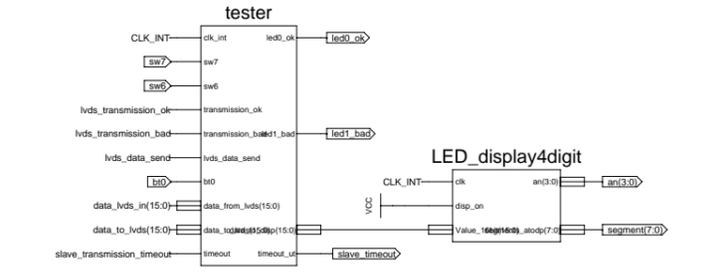 tester
CLK_INT clk_int led0_ok led0_ok
sw7 sw7
sw6 sw6
lvds_transmission_ok transmission_ok
lvds_transmission_bad transmission_bad led1_bad led1_bad
lvds_data_send lvds_data_send
LED_display4digit
bt0 bt0
CLK_INT clk an(3:0) an(3:0)
data_lvds_in(15:0) data_from_lvds(15:0)
VCC disp_on
data_to_lvds(15:0) segment(7:0)
slave_transmission_timeout timeout timeout_ut slave_timeout